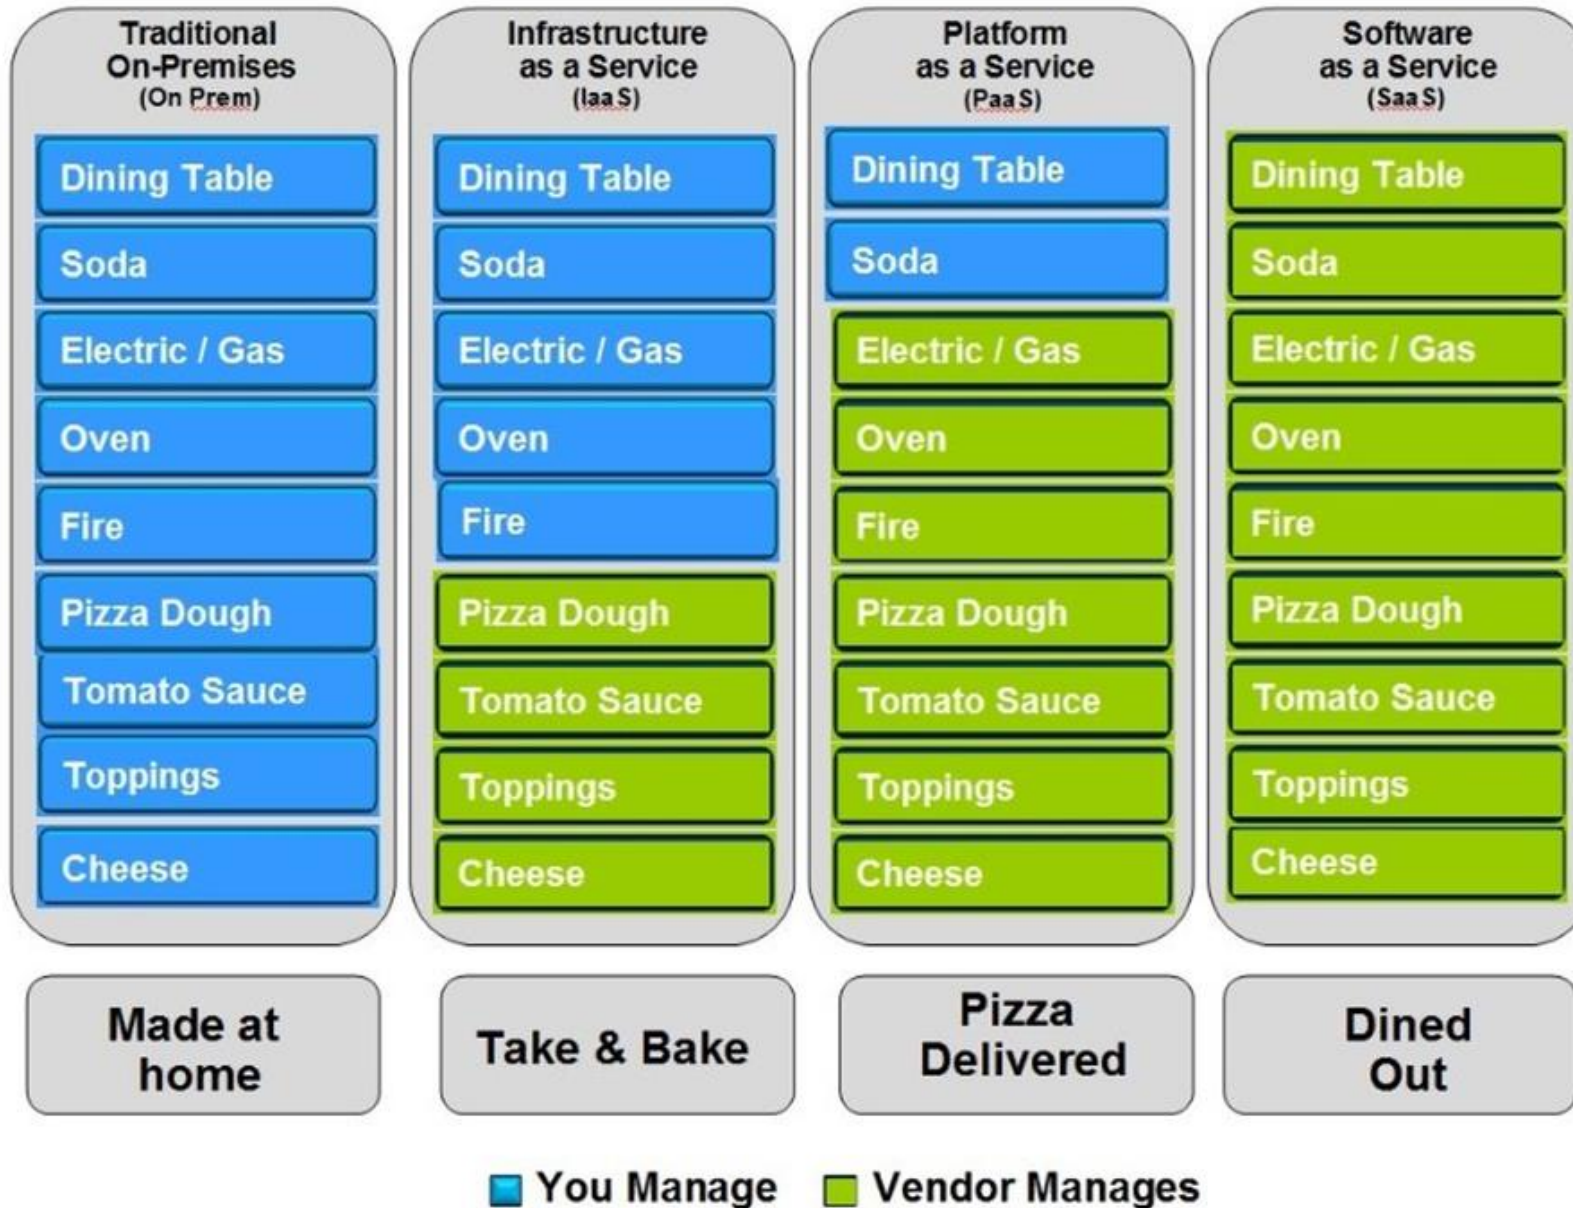 Traditional
On-Premises
(On Prem)
Dining Table
Soda
Electric / Gas
Oven
Fire
Pizza Dough
Tomato Sauce
Toppings
Cheese
Made at
home
Infrastructure
as a Service
(IaaS)
Dining Table
Soda
Electric / Gas
Oven
Fire
Pizza Dough
Tomato Sauce
Toppings
Cheese
Take & Bake
Platform
as a Service
(PaaS)
Dining Table
Soda
Electric / Gas
Oven
Fire
Pizza Dough
Tomato Sauce
Toppings
Cheese
Pizza
Delivered
Software
as a Service
(SaaS)
Dining Table
Soda
Electric / Gas
Oven
Fire
Pizza Dough
Tomato Sauce
Toppings
Cheese
Dined
Out
You Manage
Vendor Manages